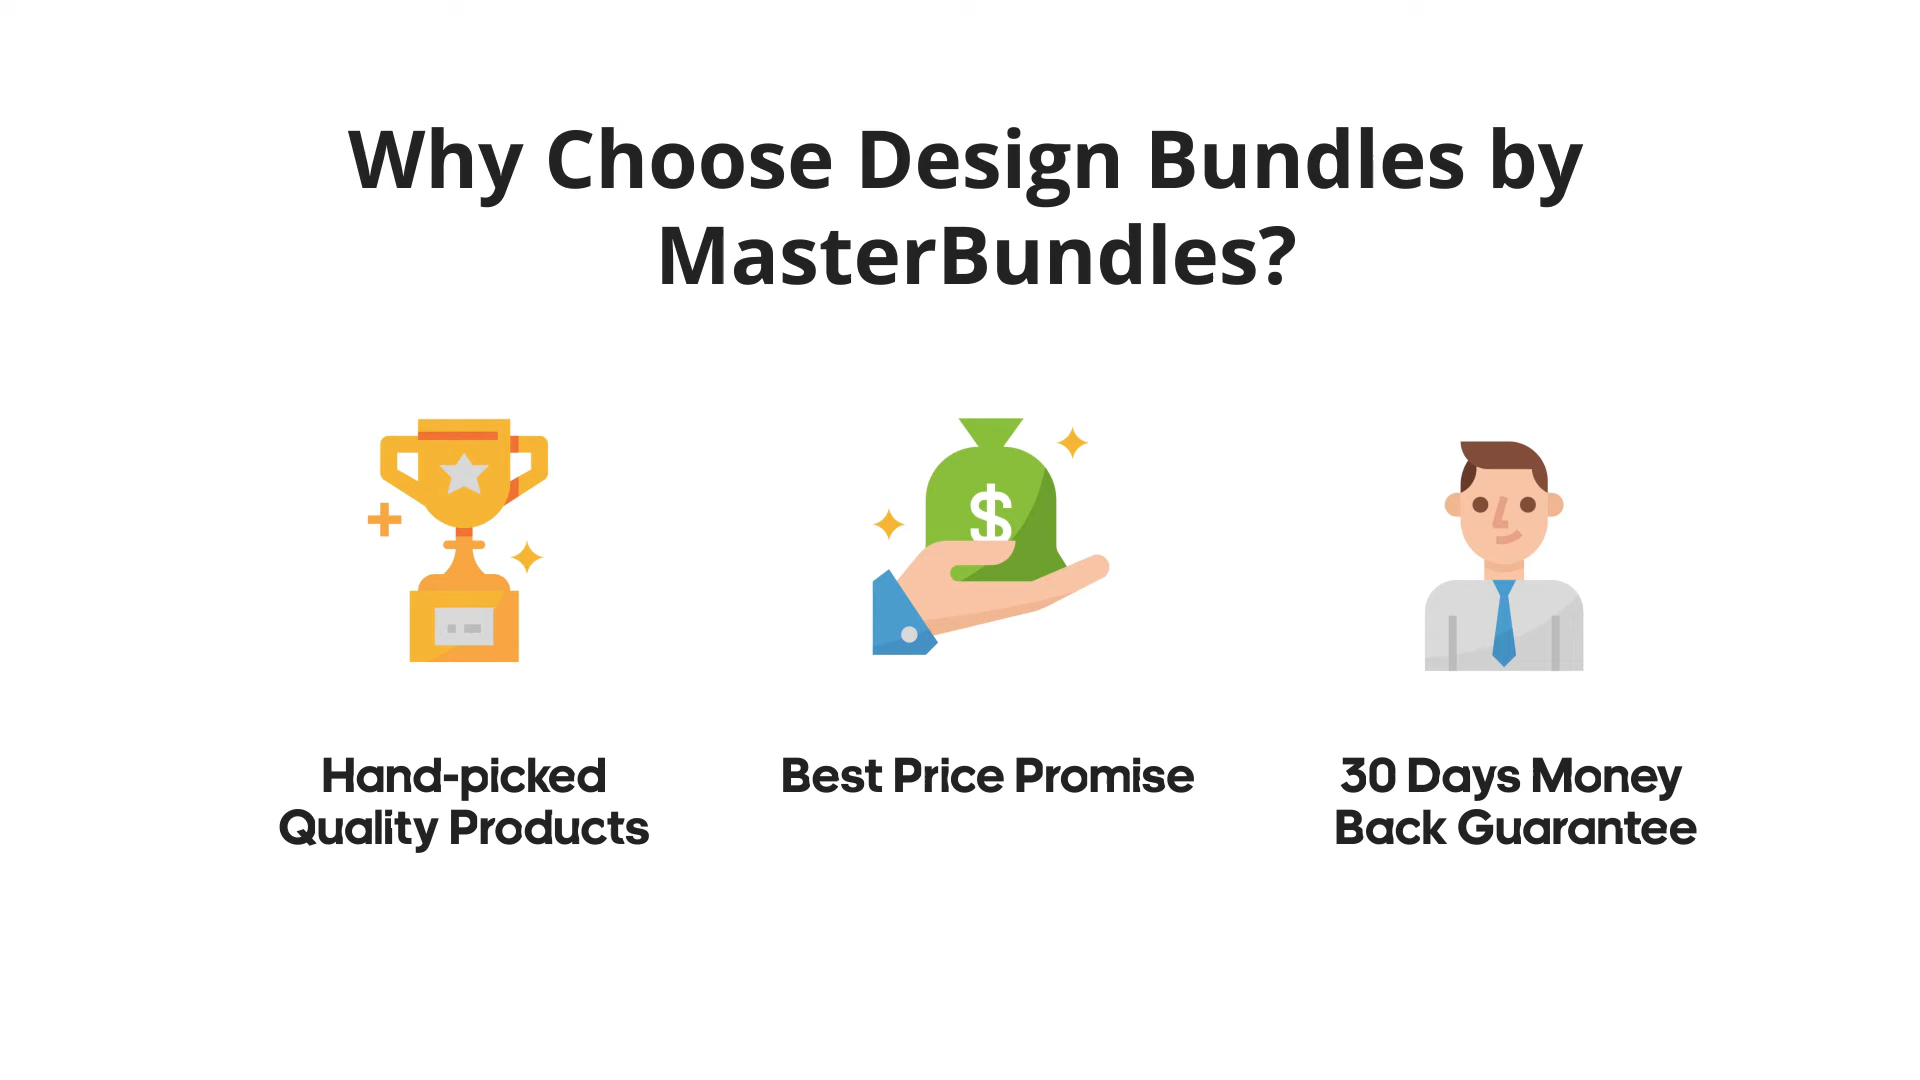 Why Choose Design Bundles by
MasterBundles?
$
Hand-picked
Quality Products
Best Price Promise
30 Days Money
Back Guarantee